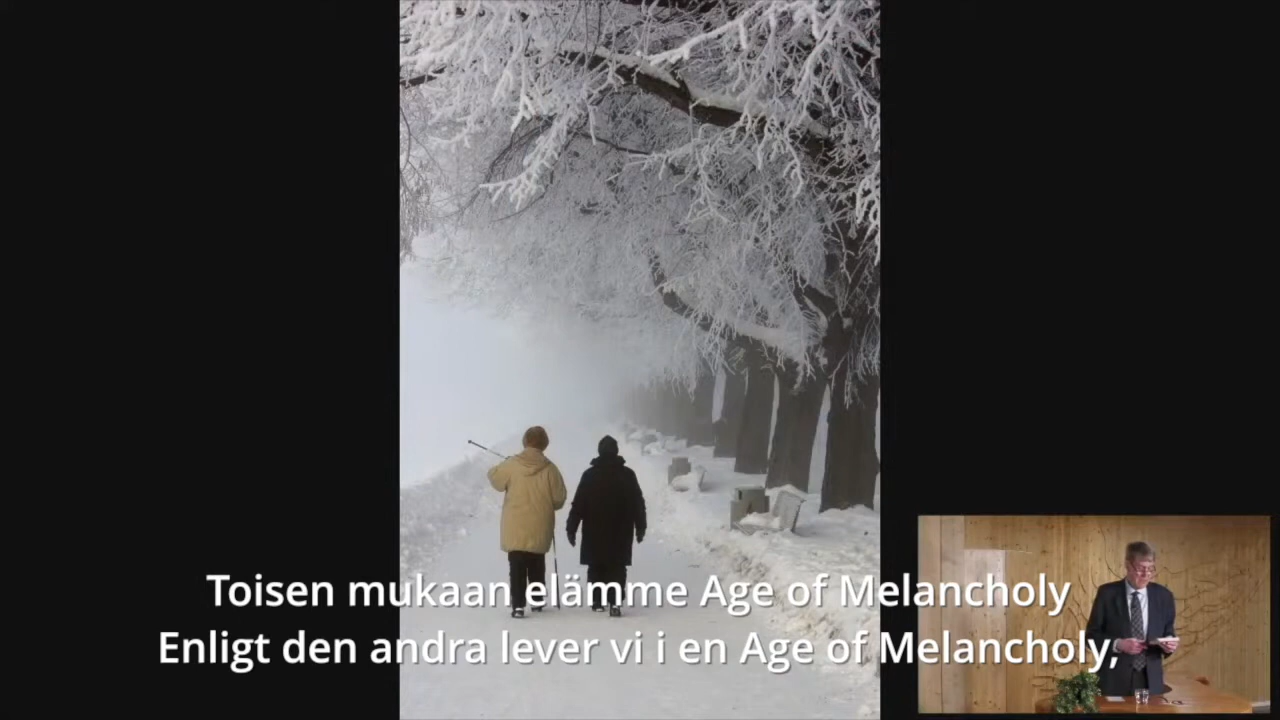 Toisen mukaan elämme Age of Melancholy
Enligt den andra lever vi i en Age of Melancholy,